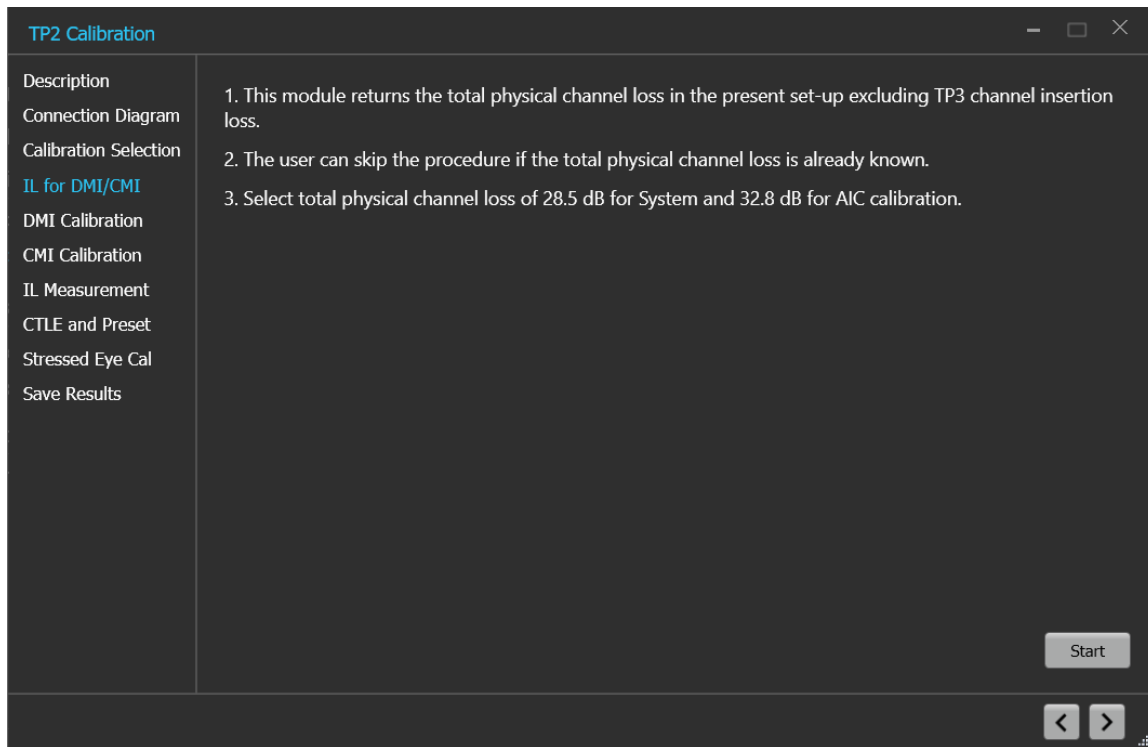 TP2 Calibration
Description
Connection Diagram
Calibration Selection
IL for DMI/CMI
DMI Calibration
CMI Calibration
IL Measurement
CTLE and Preset
Stressed Eye Cal
Save Results
1. This module returns the total physical channel loss in the present set-up excluding TP3 channel insertion
loss.
2. The user can skip the procedure if the total physical channel loss is already known.
3. Select total physical channel loss of 28.5 dB for System and 32.8 dB for AIC calibration.
Start